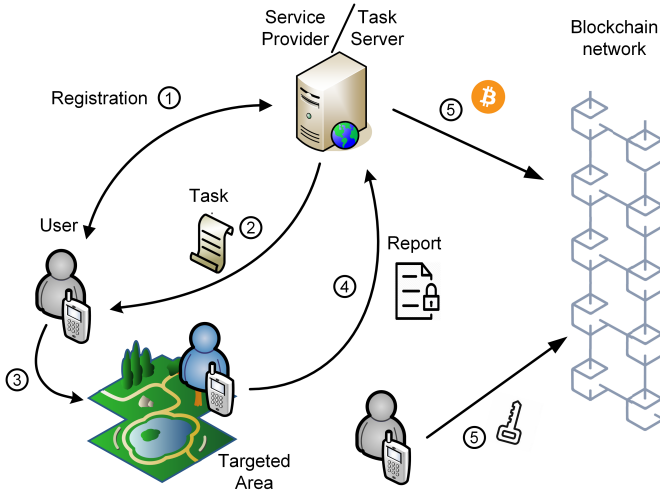 Service
Provider
Task
Server
Blockchain
network
Registration 1
5
Task
2
User
Report
4
3
5
Targeted
Area